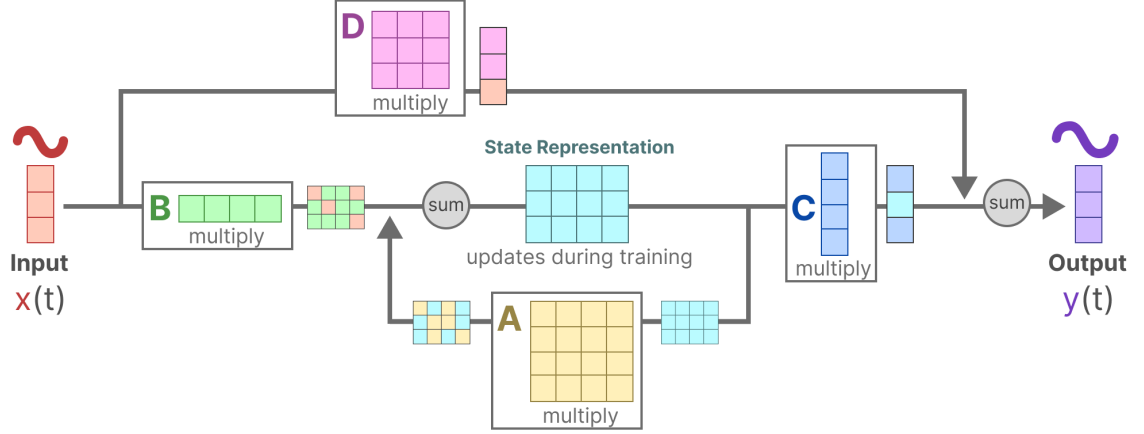 D
multiply
State Representation
B
multiply
sum
updates during training
C
multiply
sum
Input
x(t)
Output
y(t)
A
multiply